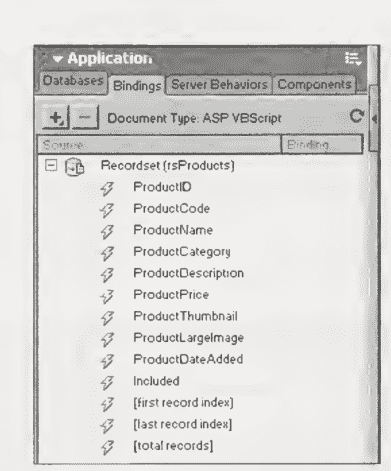 Application
Databases Bindings Server Behaviors Components
Document Type: ASP VBScript
Source Binding
Recordset (rsProducts)
ProductID
ProductCode
ProductName
ProductCategory
ProductDescription
ProductPrice
ProductThumbnail
ProductLargeImage
ProductDateAdded
Included
[first record index]
[last record index]
[total records]